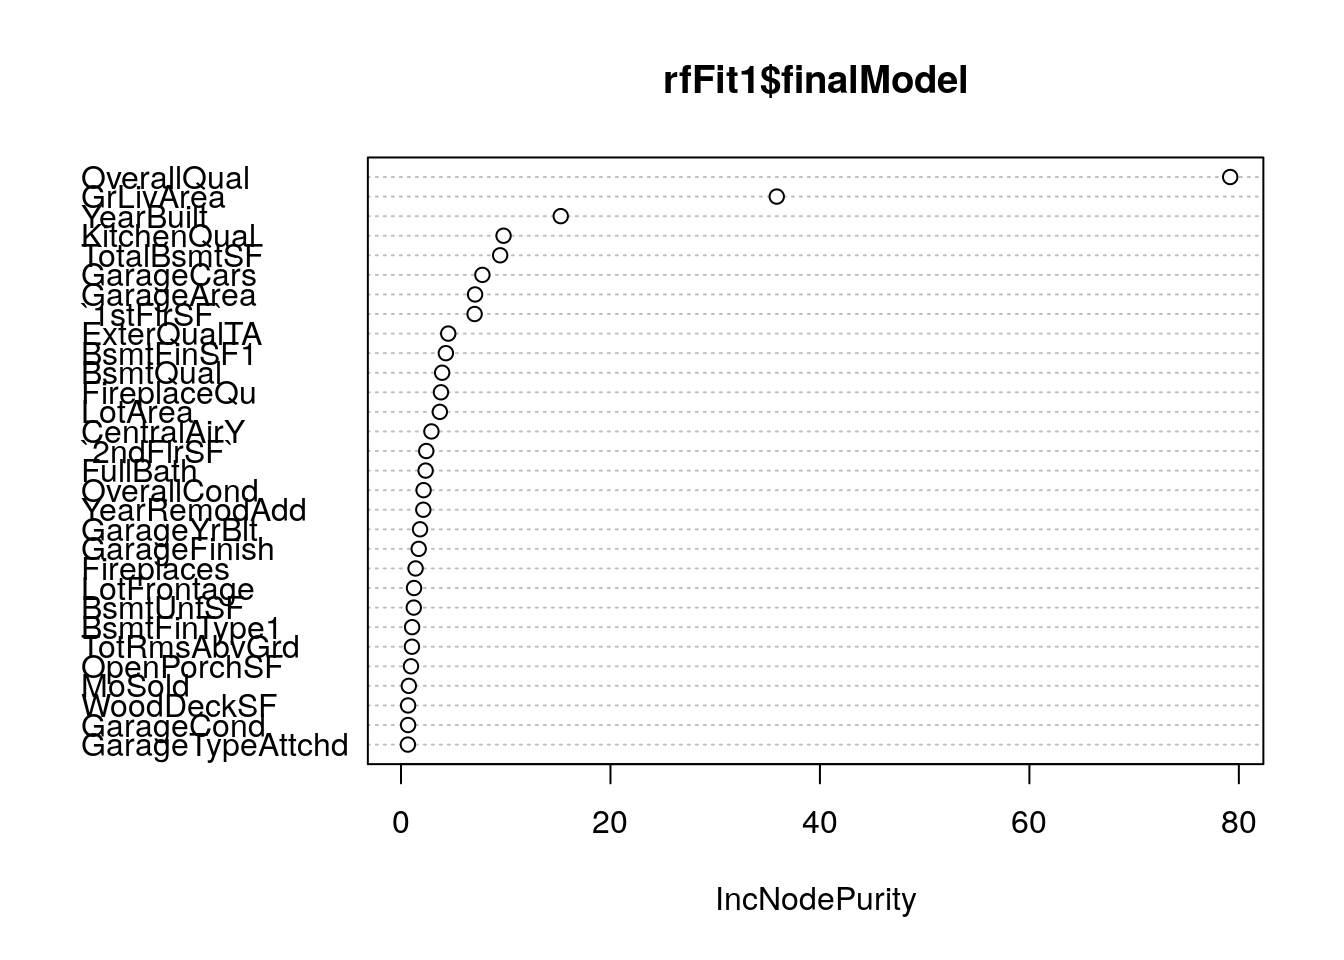 rfFit1$finalModel
OverallQual
GrLivArea
YearBuilt
KitchenQual
TotalBsmtSF
GarageCars
GarageArea
`1stFlrSF`
ExterQualTA
BsmtFinSF1
BsmtQual
FireplaceQu
LotArea
CentralAirY
`2ndFlrSF`
FullBath
OverallCond
YearRemodAdd
GarageYrBlt
GarageFinish
Fireplaces
LotFrontage
BsmtUnfSF
BsmtFinType1
TotRmsAbvGrd
OpenPorchSF
MoSold
WoodDeckSF
GarageCond
GarageTypeAttchd
0 20 40 60 80
IncNodePurity